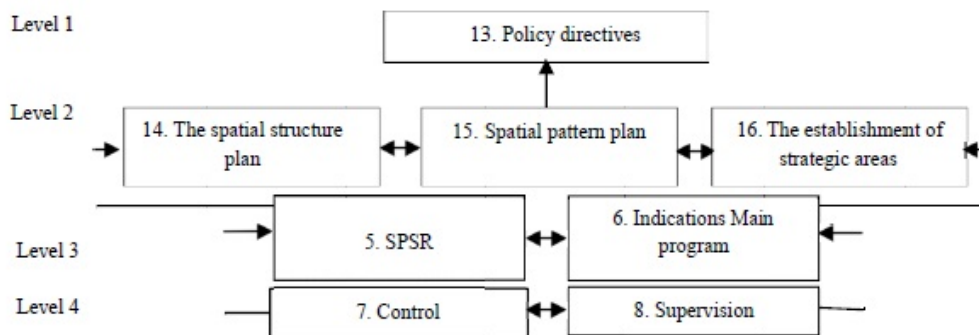 Level 1
13. Policy directives
Level 2
14. The spatial structure
plan
15. Spatial pattern plan
16. The establishment of
strategic areas
Level 3
5. SPSR
6. Indications Main
program
Level 4
7. Control
8. Supervision